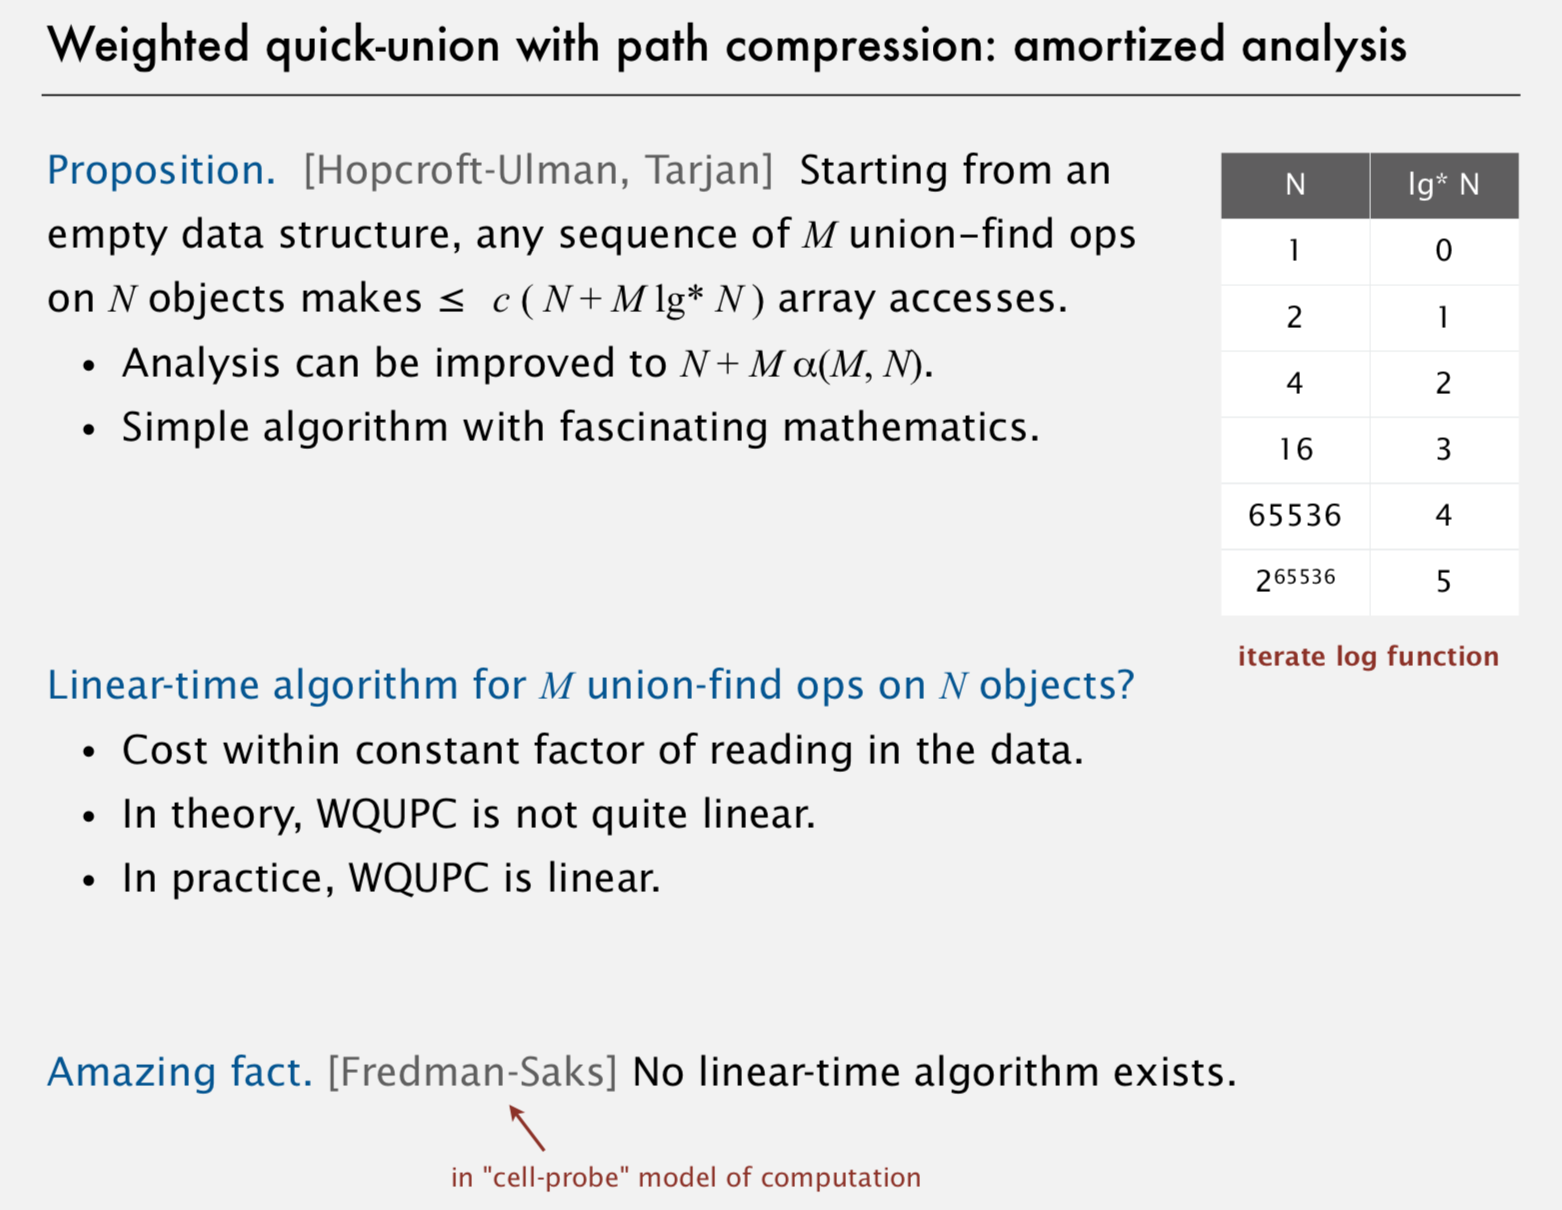 Weighted quick-union with path compression: amortized analysis
Proposition. [Hopcroft-Ulman, Tarjan] Starting from an
empty data structure, any sequence of M union–find ops
on N objects makes ≤ c ( N + M lg* N ) array accesses.
• Analysis can be improved to N + M α(M, N).
• Simple algorithm with fascinating mathematics.
N lg* N
1 0
2 1
4 2
16 3
65536 4
2⁶⁵⁵³⁶ 5
iterate log function
Linear-time algorithm for M union-find ops on N objects?
• Cost within constant factor of reading in the data.
• In theory, WQUPC is not quite linear.
• In practice, WQUPC is linear.
Amazing fact. [Fredman-Saks] No linear-time algorithm exists.
in "cell-probe" model of computation